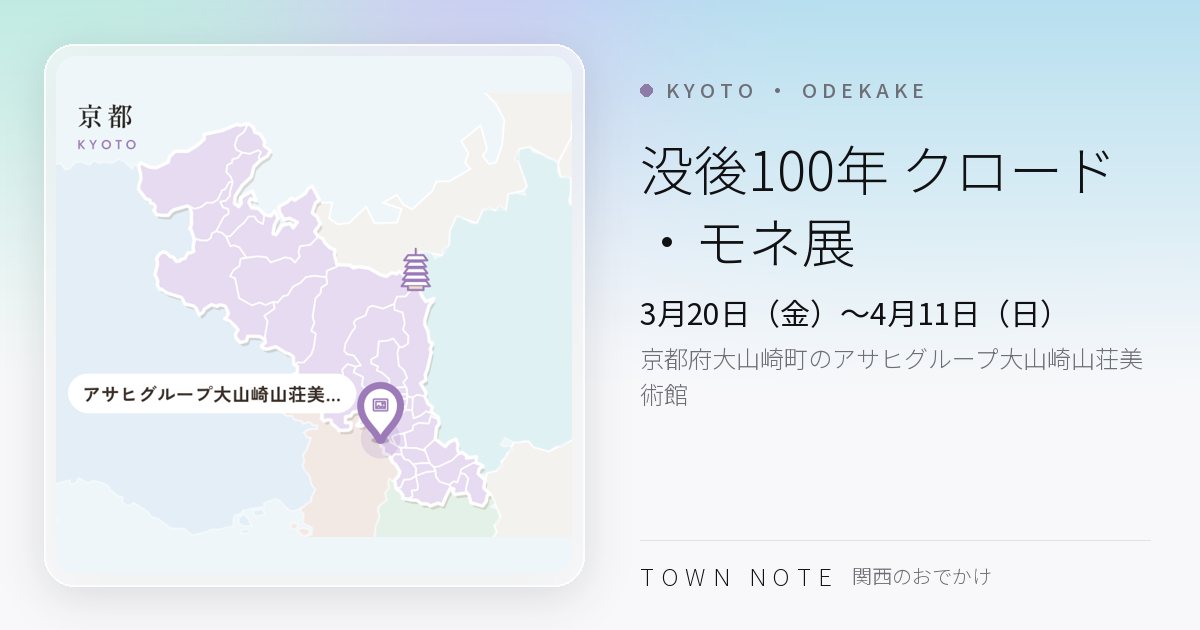 京都
KYOTO
アサヒグループ大山崎山荘美...
KYOTO • ODEKAKE
没後100年 クロード
・モネ展
3月20日（金）〜4月11日（日）
京都府大山崎町のアサヒグループ大山崎山荘美
術館
TOWN NOTE 関西のおでかけ